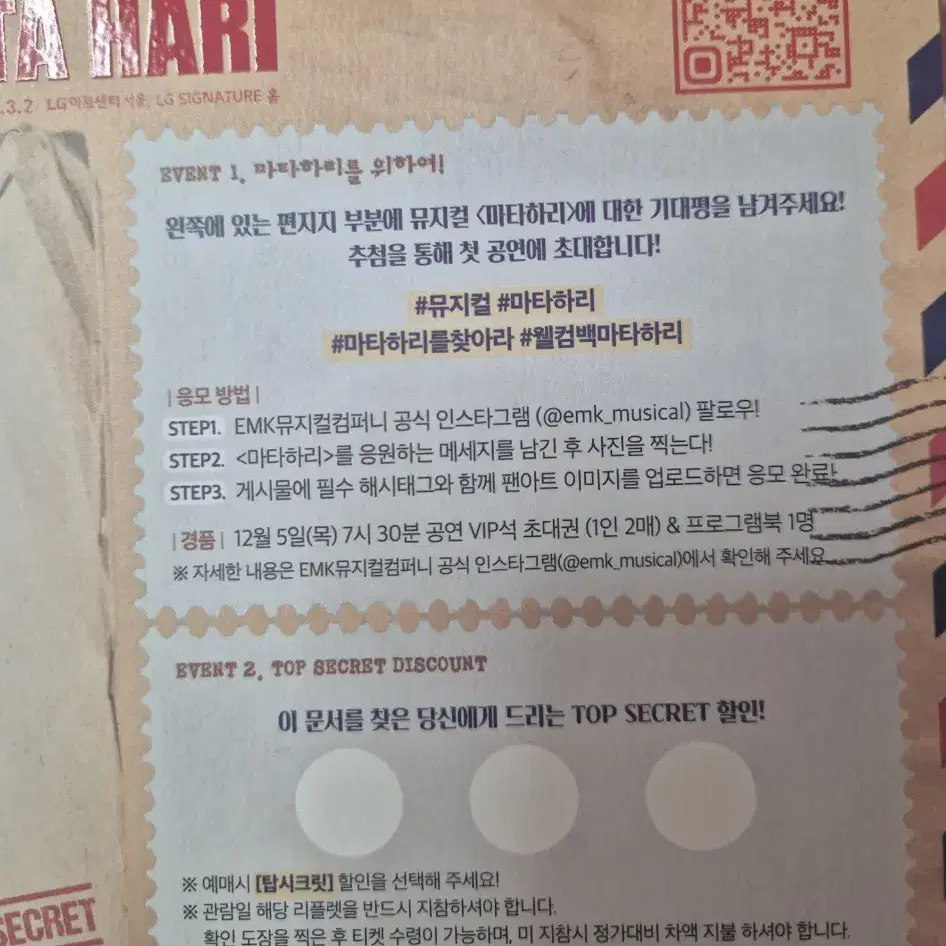 TA HARI
.3.2 LG아트센터 서울, LG SIGNATURE 홀
EVENT 1. 마타하리를 위하여!
왼쪽에 있는 편지지 부분에 뮤지컬 <마타하리>에 대한 기대평을 남겨주세요!
추첨을 통해 첫 공연에 초대합니다!
#뮤지컬 #마타하리
#마타하리를찾아라 #웰컴백마타하리
| 응모 방법 |
STEP1. EMK뮤지컬컴퍼니 공식 인스타그램 (@emk_musical) 팔로우!
STEP2. <마타하리>를 응원하는 메세지를 남긴 후 사진을 찍는다!
STEP3. 게시물에 필수 해시태그와 함께 팬아트 이미지를 업로드하면 응모 완료!
| 경품 | 12월 5일(목) 7시 30분 공연 VIP석 초대권 (1인 2매) & 프로그램북 1명
※ 자세한 내용은 EMK뮤지컬컴퍼니 공식 인스타그램(@emk_musical)에서 확인해 주세요
EVENT 2. TOP SECRET DISCOUNT
이 문서를 찾은 당신에게 드리는 TOP SECRET 할인!
※ 예매시 [탑시크릿] 할인을 선택해 주세요!
※ 관람일 해당 리플렛을 반드시 지참하셔야 합니다.
확인 도장을 찍은 후 티켓 수령이 가능하며, 미 지참시 정가대비 차액 지불 하셔야 합니다.
SECRET